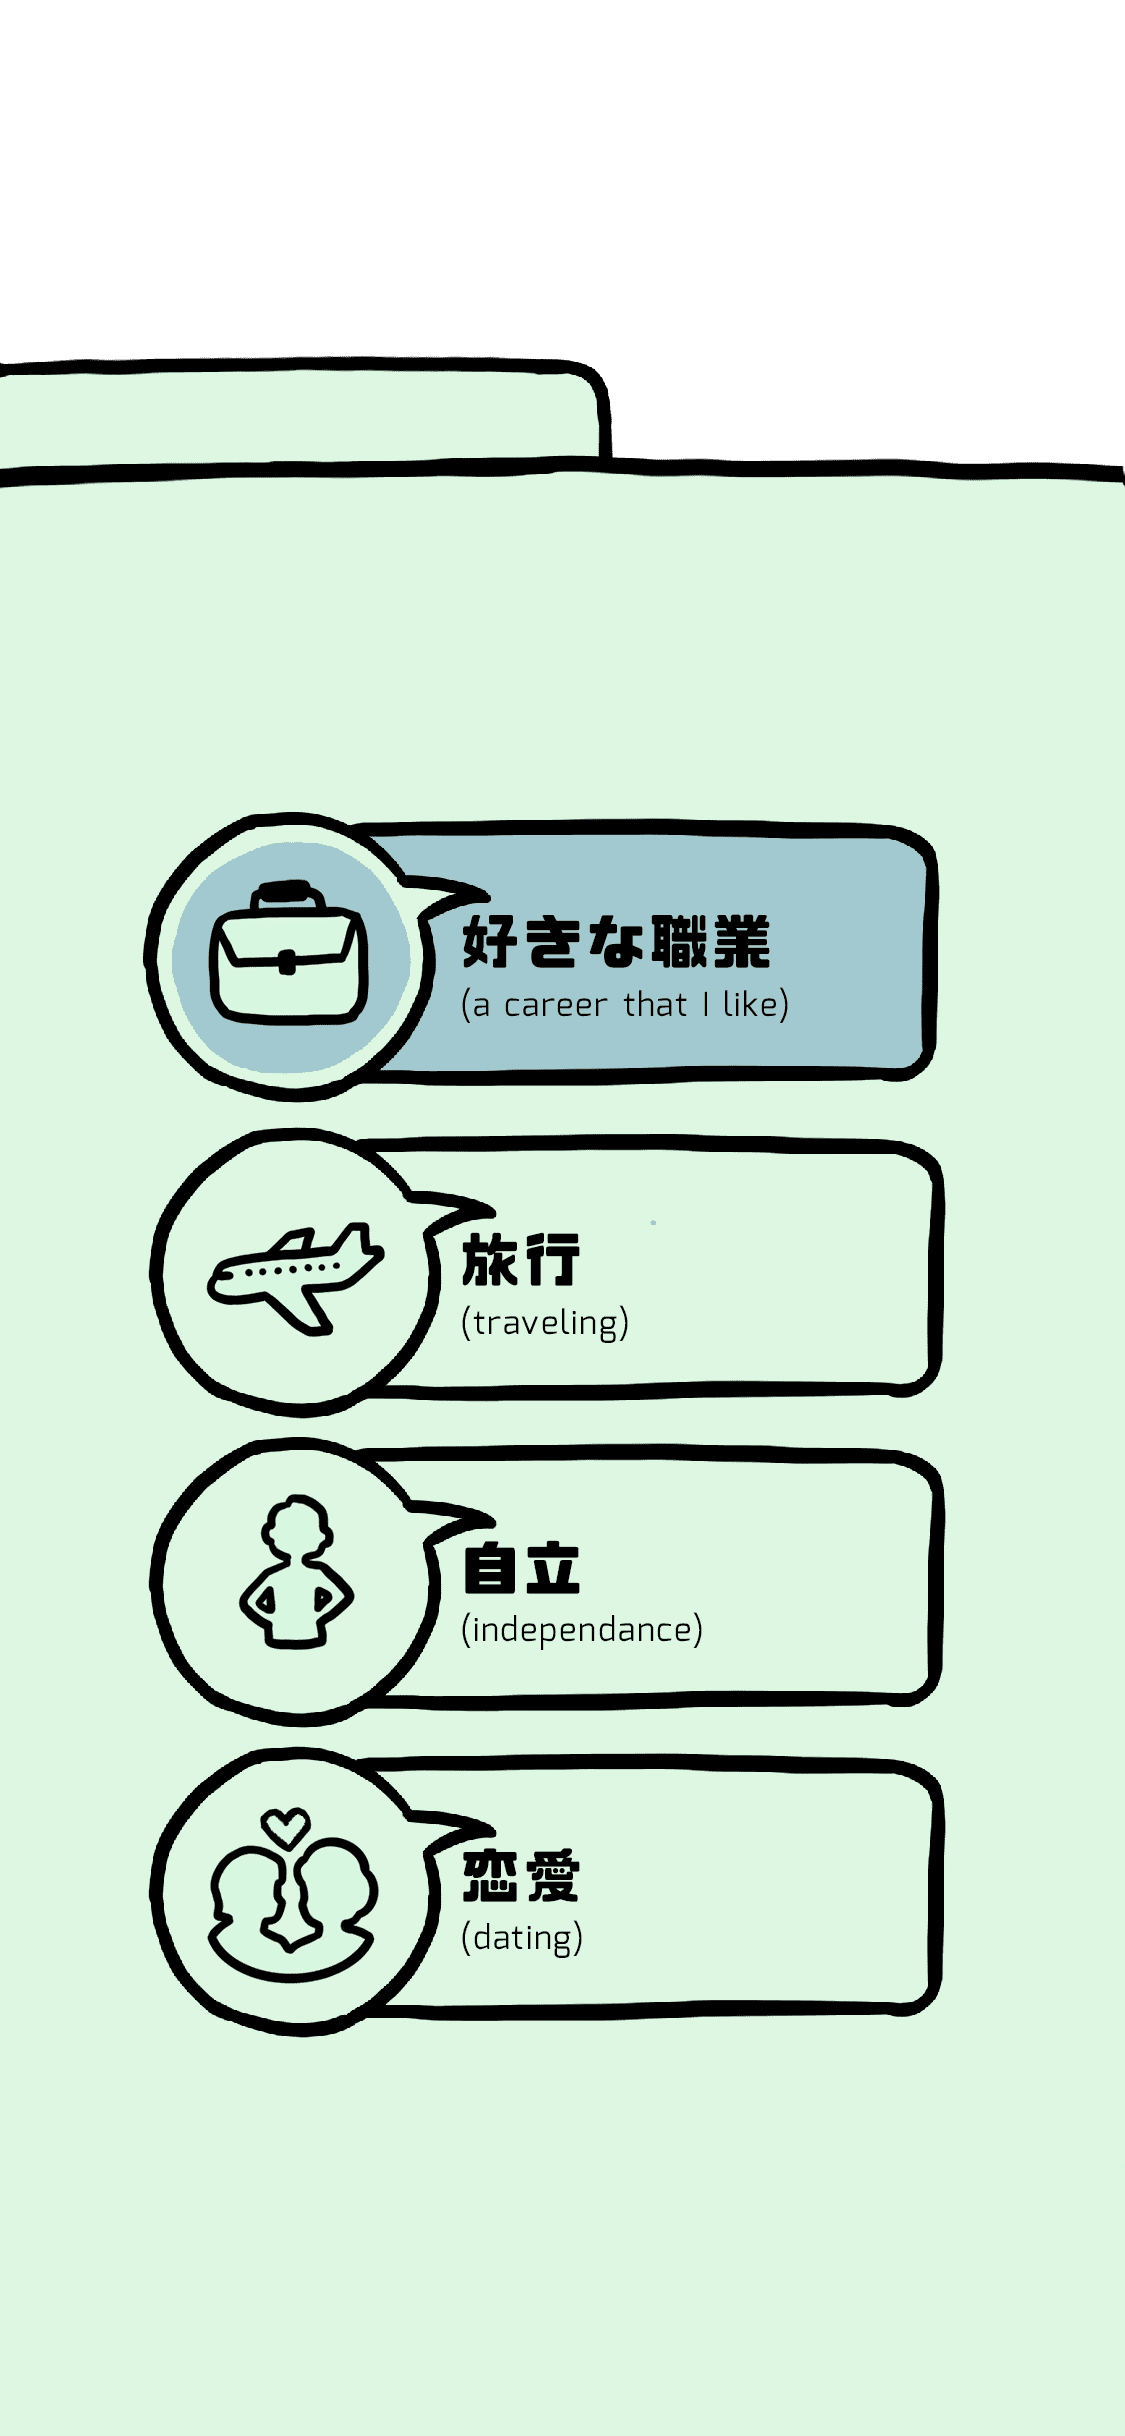 好きな職業
(a career that I like)
旅行
(traveling)
自立
(independance)
恋愛
(dating)